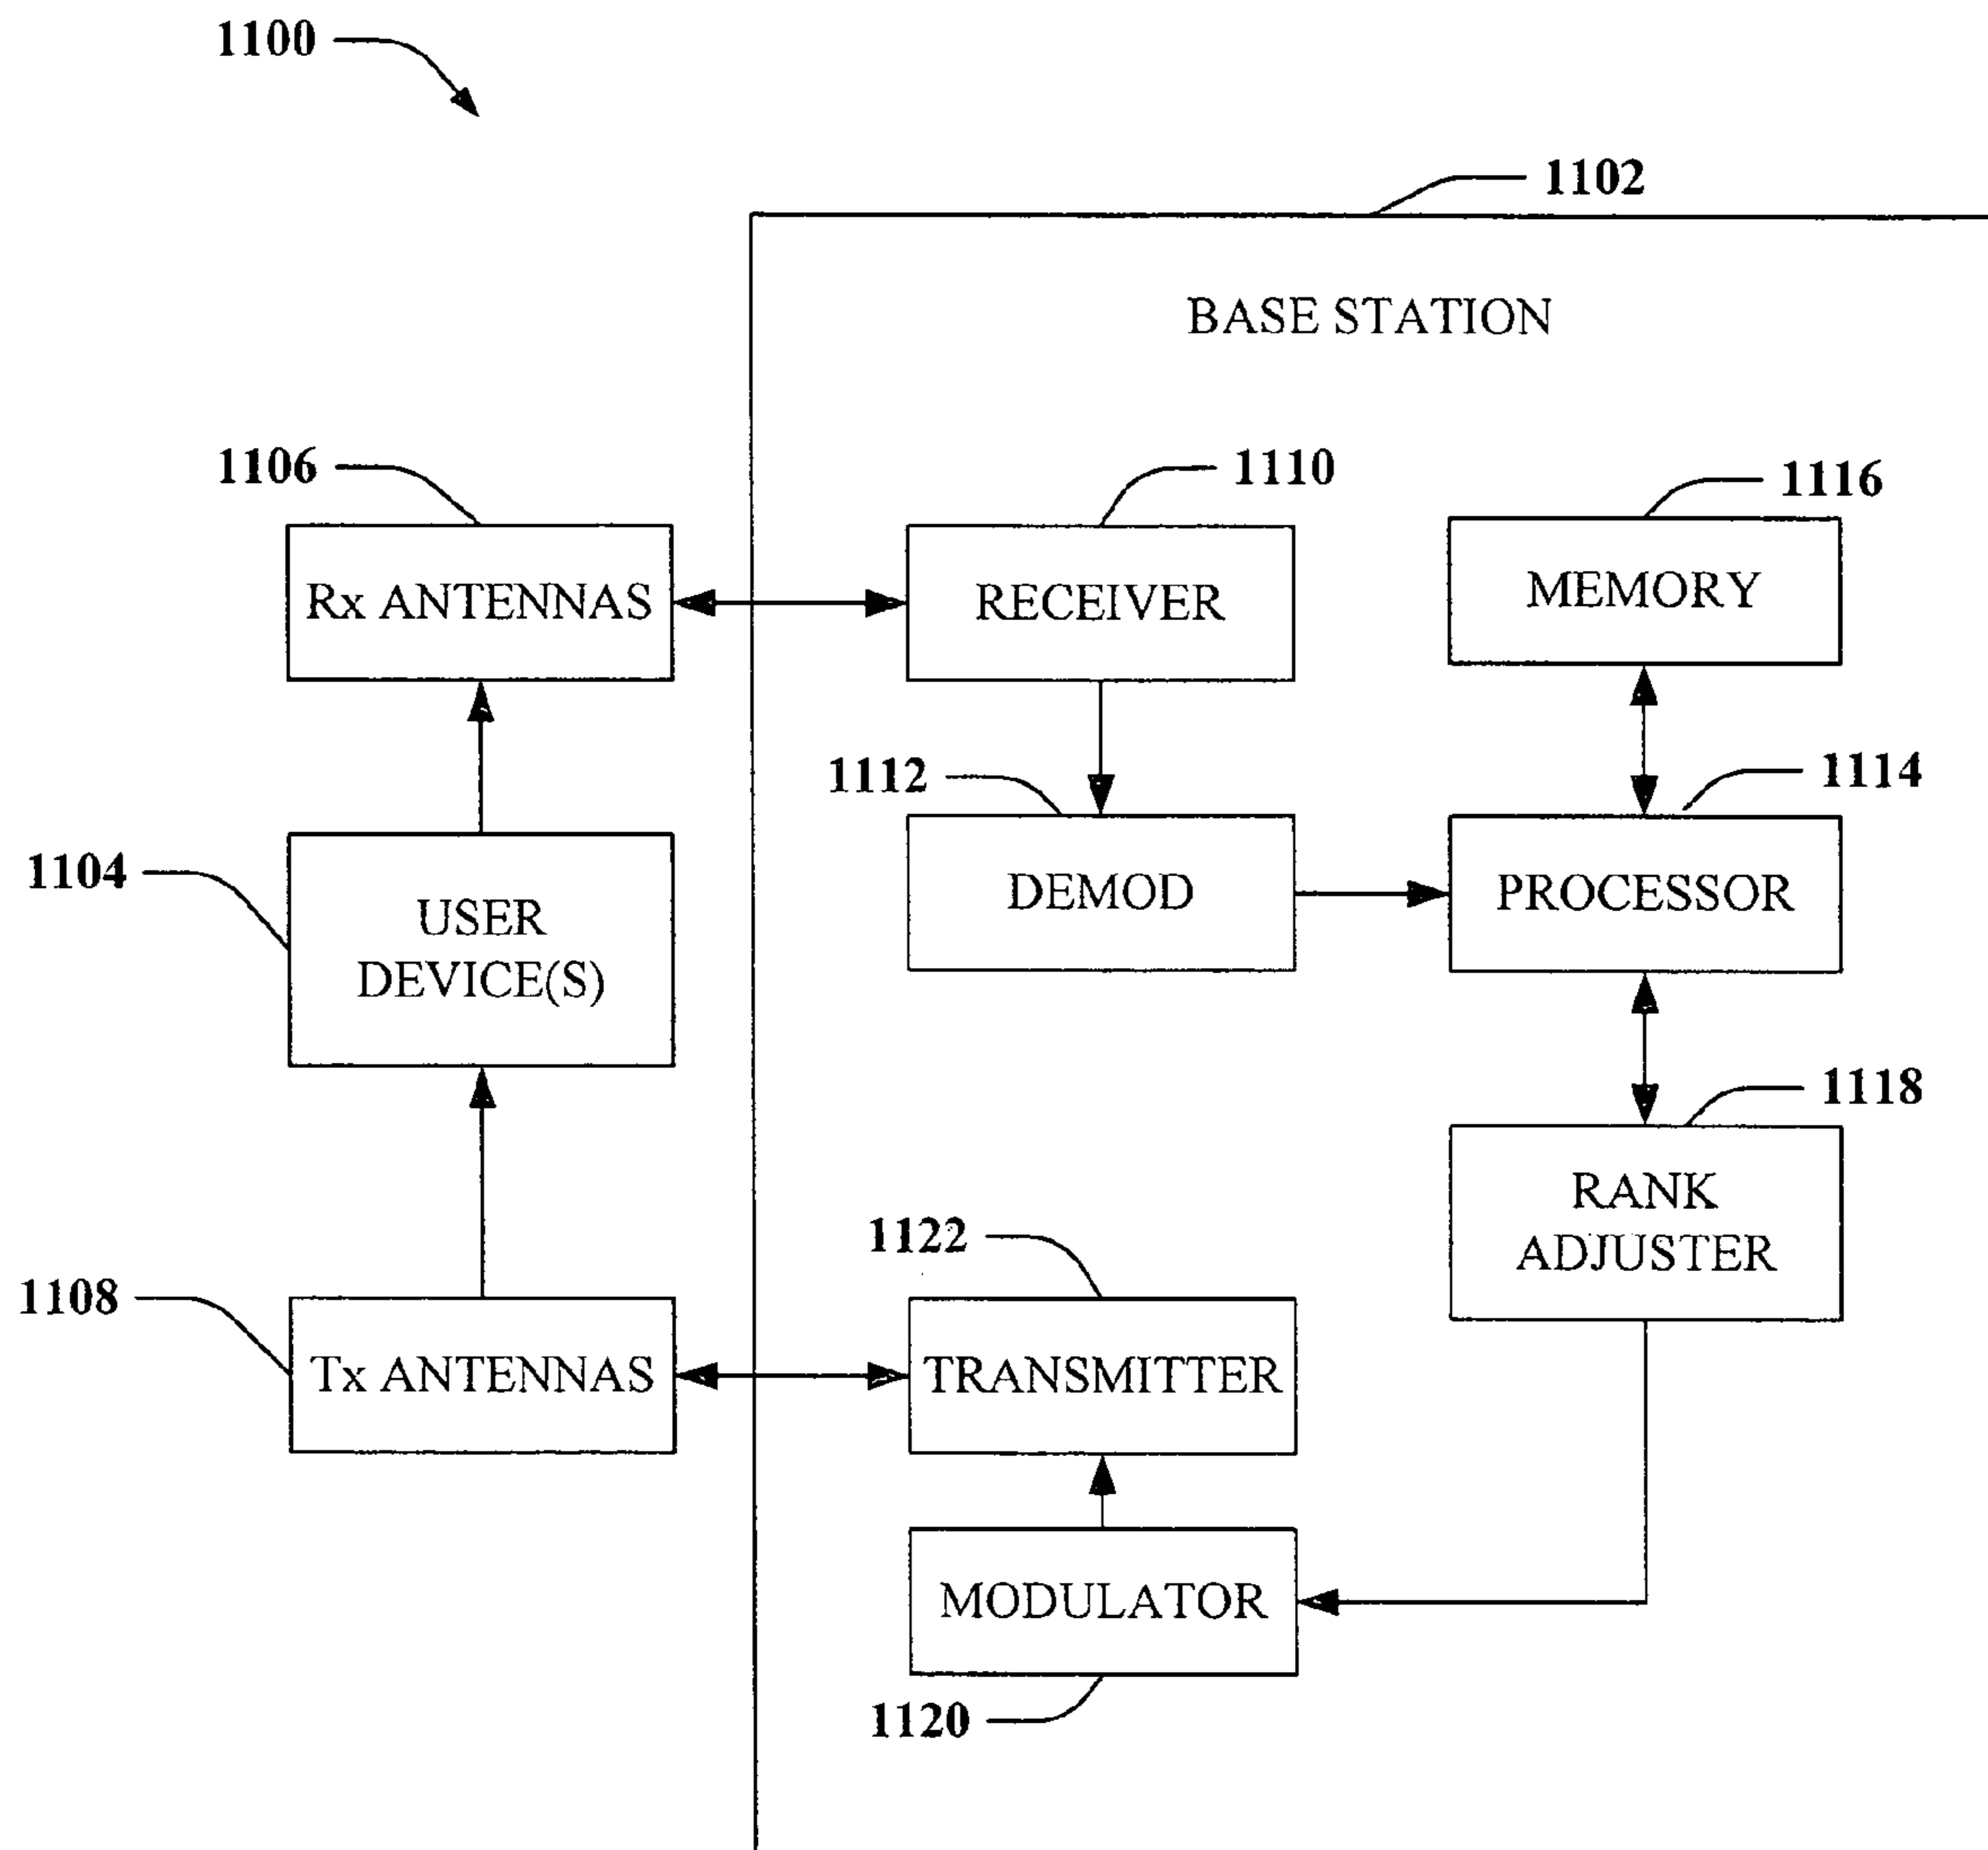 1100
1102
BASE STATION
1106
1110
1116
Rx ANTENNAS
RECEIVER
MEMORY
1112
1114
1104
USER
DEVICE(S)
DEMOD
PROCESSOR
1118
RANK
ADJUSTER
1122
1108
Tx ANTENNAS
TRANSMITTER
MODULATOR
1120